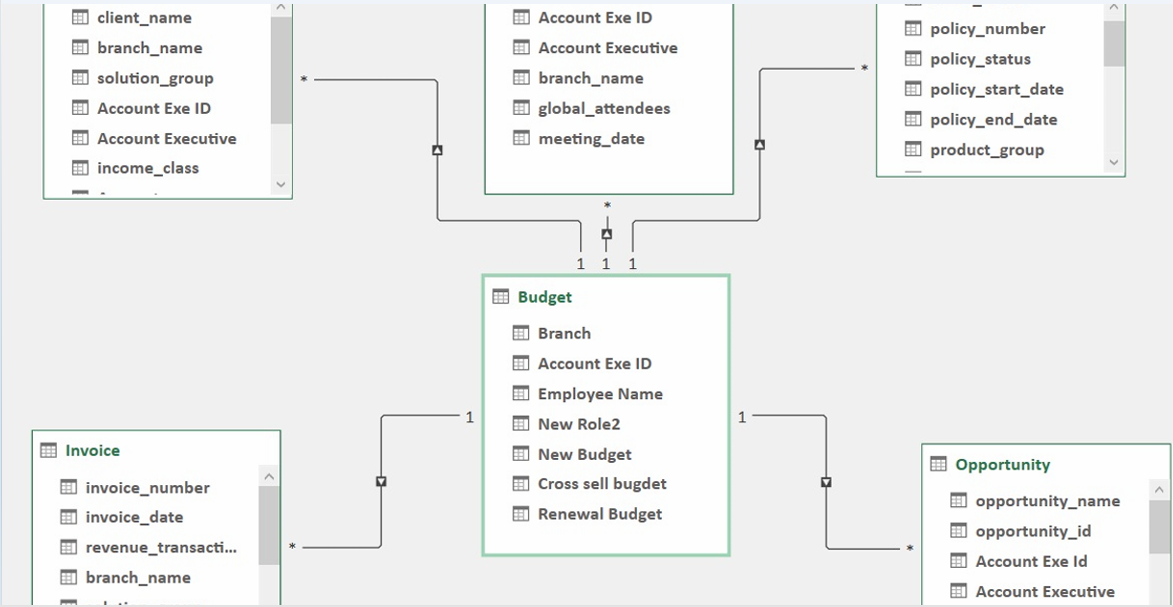 client_name
branch_name
solution_group
Account Exe ID
Account Executive
income_class
Account Exe ID
Account Executive
branch_name
global_attendees
meeting_date
policy_number
policy_status
policy_start_date
policy_end_date
product_group
*
*
*
1 1 1
Budget
Branch
Account Exe ID
Employee Name
New Role2
New Budget
Cross sell bugdet
Renewal Budget
1
1
Invoice
invoice_number
invoice_date
revenue_transacti...
branch_name
*
Opportunity
opportunity_name
opportunity_id
Account Exe Id
Account Executive
*